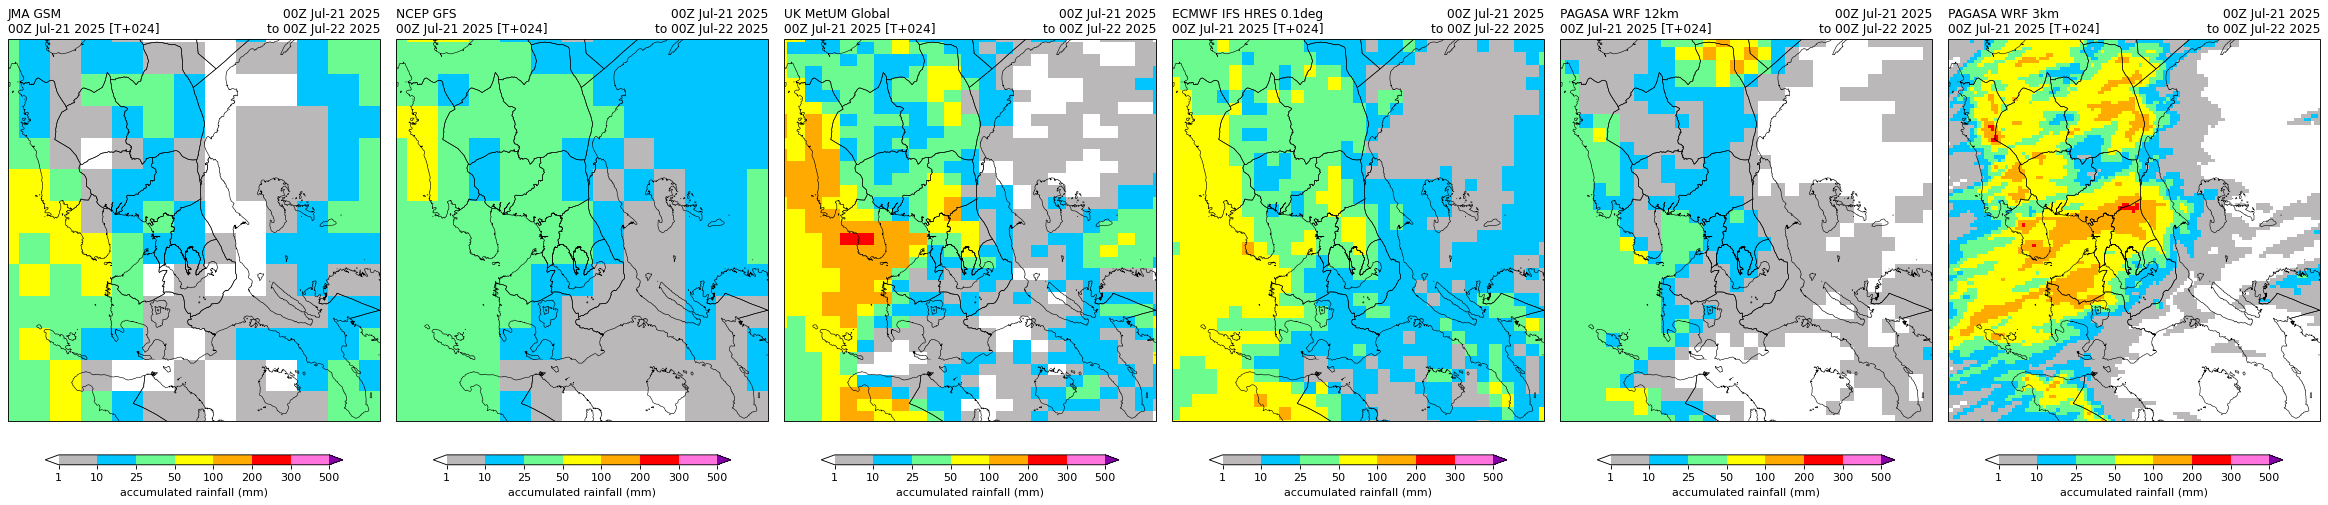 JMA GSM 00Z Jul-21 2025
00Z Jul-21 2025 [T+024] to 00Z Jul-22 2025
1 10 25 50 100 200 300 500
accumulated rainfall (mm)
NCEP GFS 00Z Jul-21 2025
00Z Jul-21 2025 [T+024] to 00Z Jul-22 2025
1 10 25 50 100 200 300 500
accumulated rainfall (mm)
UK MetUM Global 00Z Jul-21 2025
00Z Jul-21 2025 [T+024] to 00Z Jul-22 2025
1 10 25 50 100 200 300 500
accumulated rainfall (mm)
ECMWF IFS HRES 0.1deg 00Z Jul-21 2025
00Z Jul-21 2025 [T+024] to 00Z Jul-22 2025
1 10 25 50 100 200 300 500
accumulated rainfall (mm)
PAGASA WRF 12km 00Z Jul-21 2025
00Z Jul-21 2025 [T+024] to 00Z Jul-22 2025
1 10 25 50 100 200 300 500
accumulated rainfall (mm)
PAGASA WRF 3km 00Z Jul-21 2025
00Z Jul-21 2025 [T+024] to 00Z Jul-22 2025
1 10 25 50 100 200 300 500
accumulated rainfall (mm)